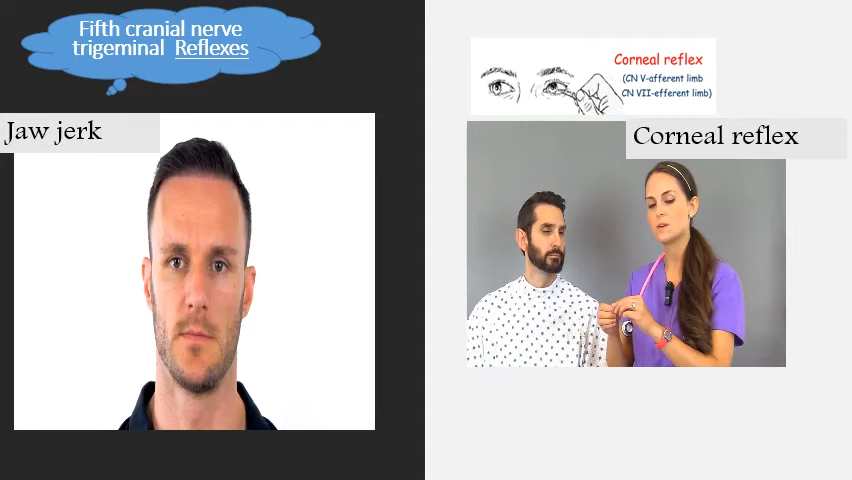 Fifth cranial nerve
trigeminal Reflexes
Jaw jerk
Corneal reflex
(CN V-afferent limb
CN VII-efferent limb)
Corneal reflex